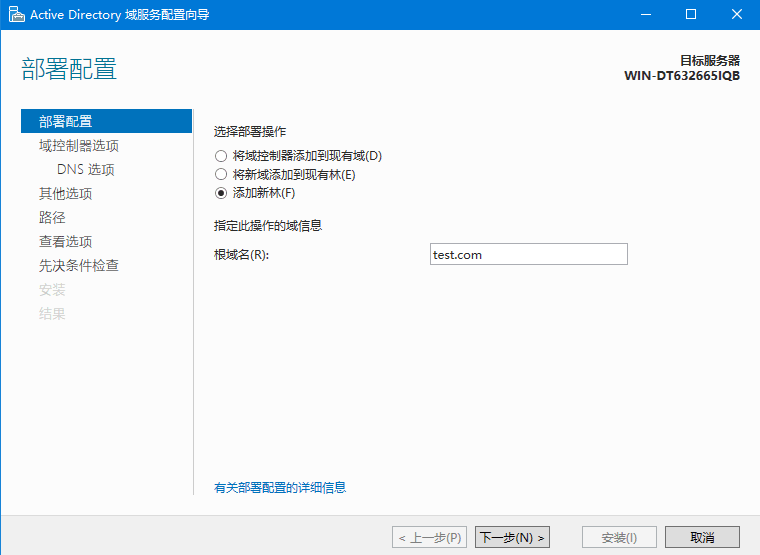 Active Directory 域服务配置向导
部署配置
目标服务器
WIN-DT632665IQB
部署配置
域控制器选项
DNS 选项
其他选项
路径
查看选项
先决条件检查
安装
结果
选择部署操作
将域控制器添加到现有域(D)
将新域添加到现有林(E)
添加新林(F)
指定此操作的域信息
根域名(R): test.com
有关部署配置的详细信息
< 上一步(P) 下一步(N) > 安装(I) 取消